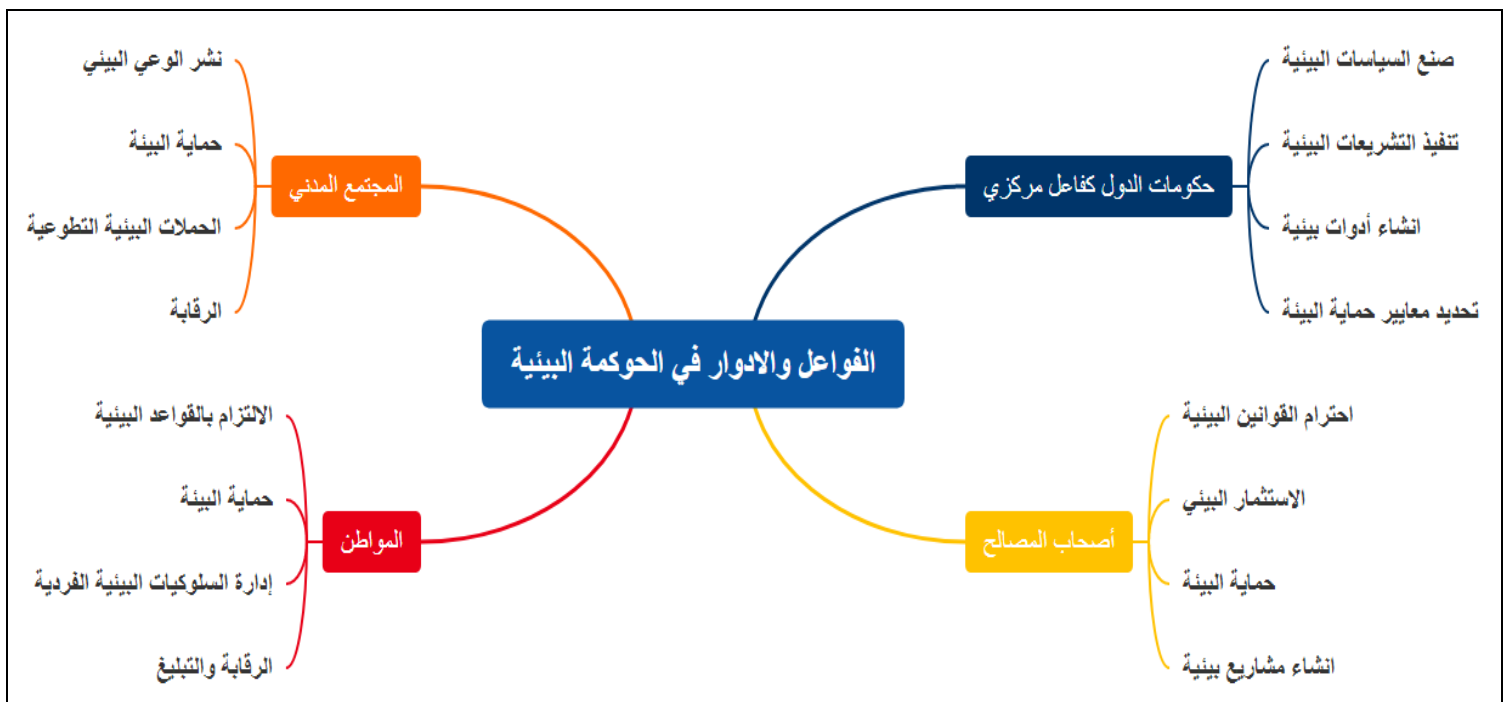 الفواعل والادوار في الحوكمة البيئية
حكومات الدول كفاعل مركزي
صنع السياسات البيئية
تنفيذ التشريعات البيئية
انشاء أدوات بيئية
تحديد معايير حماية البيئة
أصحاب المصالح
احترام القوانين البيئية
الاستثمار البيئي
حماية البيئة
انشاء مشاريع بيئية
المجتمع المدني
نشر الوعي البيئي
حماية البيئة
الحملات البيئية التطوعية
الرقابة
المواطن
الالتزام بالقواعد البيئية
حماية البيئة
إدارة السلوكيات البيئية الفردية
الرقابة والتبليغ